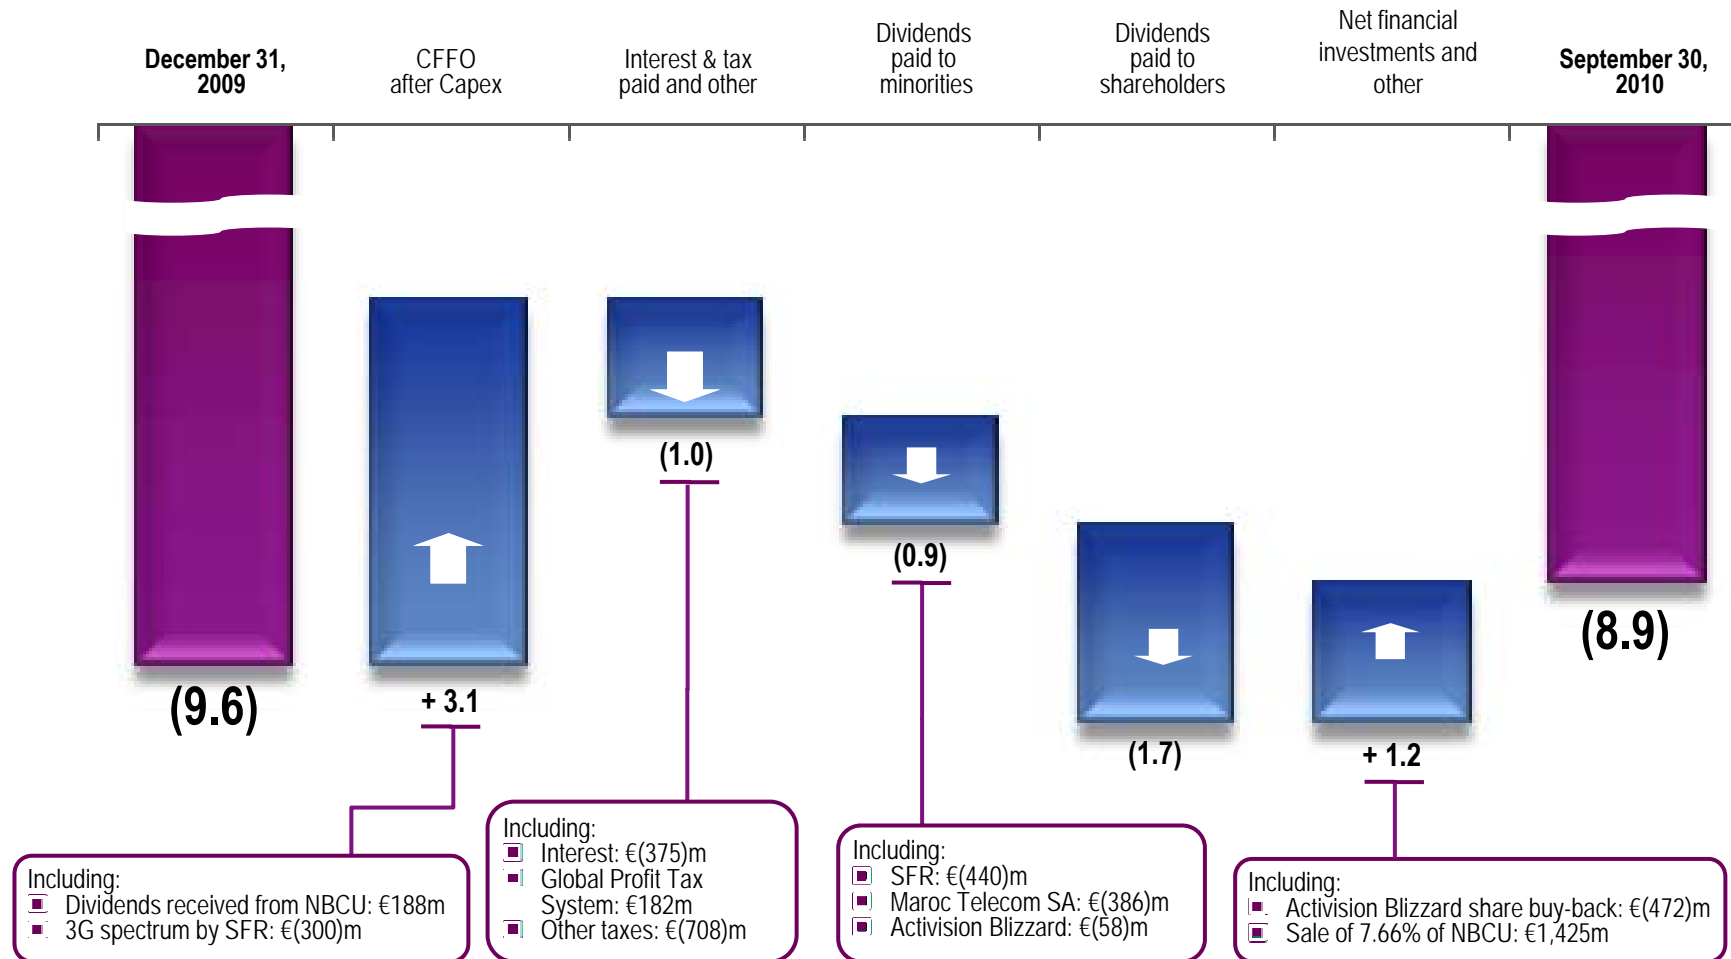 December 31,
2009
CFFO
after Capex
Interest & tax
paid and other
Dividends
paid to
minorities
Dividends
paid to
shareholders
Net financial
investments and
other
September 30,
2010
(9.6)
+ 3.1
(1.0)
(0.9)
(1.7)
+ 1.2
(8.9)
Including:
Dividends received from NBCU: €188m
3G spectrum by SFR: €(300)m
Including:
Interest: €(375)m
Global Profit Tax
System: €182m
Other taxes: €(708)m
Including:
SFR: €(440)m
Maroc Telecom SA: €(386)m
Activision Blizzard: €(58)m
Including:
Activision Blizzard share buy-back: €(472)m
Sale of 7.66% of NBCU: €1,425m